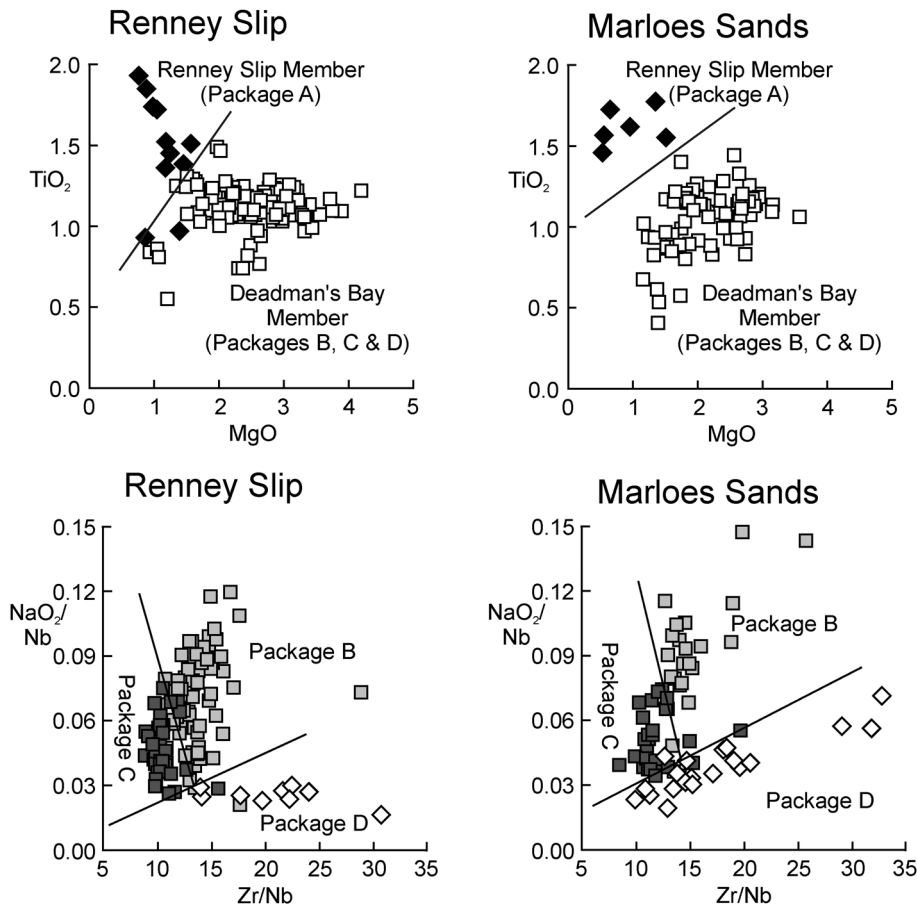 Renney Slip
2.0
1.5
TiO2
1.0
0.5
0.0
0 1 2 3 4 5
MgO
Renney Slip Member
(Package A)
Deadman's Bay
Member
(Packages B, C & D)
Marloes Sands
2.0
1.5
TiO2
1.0
0.5
0.0
0 1 2 3 4 5
MgO
Renney Slip Member
(Package A)
Deadman's Bay
Member
(Packages B, C & D)
Renney Slip
0.15
0.12
NaO2/
Nb
0.09
0.06
0.03
0.00
5 10 15 20 25 30 35
Zr/Nb
Package B
Package C
Package D
Marloes Sands
0.15
0.12
NaO2/
Nb
0.09
0.06
0.03
0.00
5 10 15 20 25 30 35
Zr/Nb
Package B
Package C
Package D